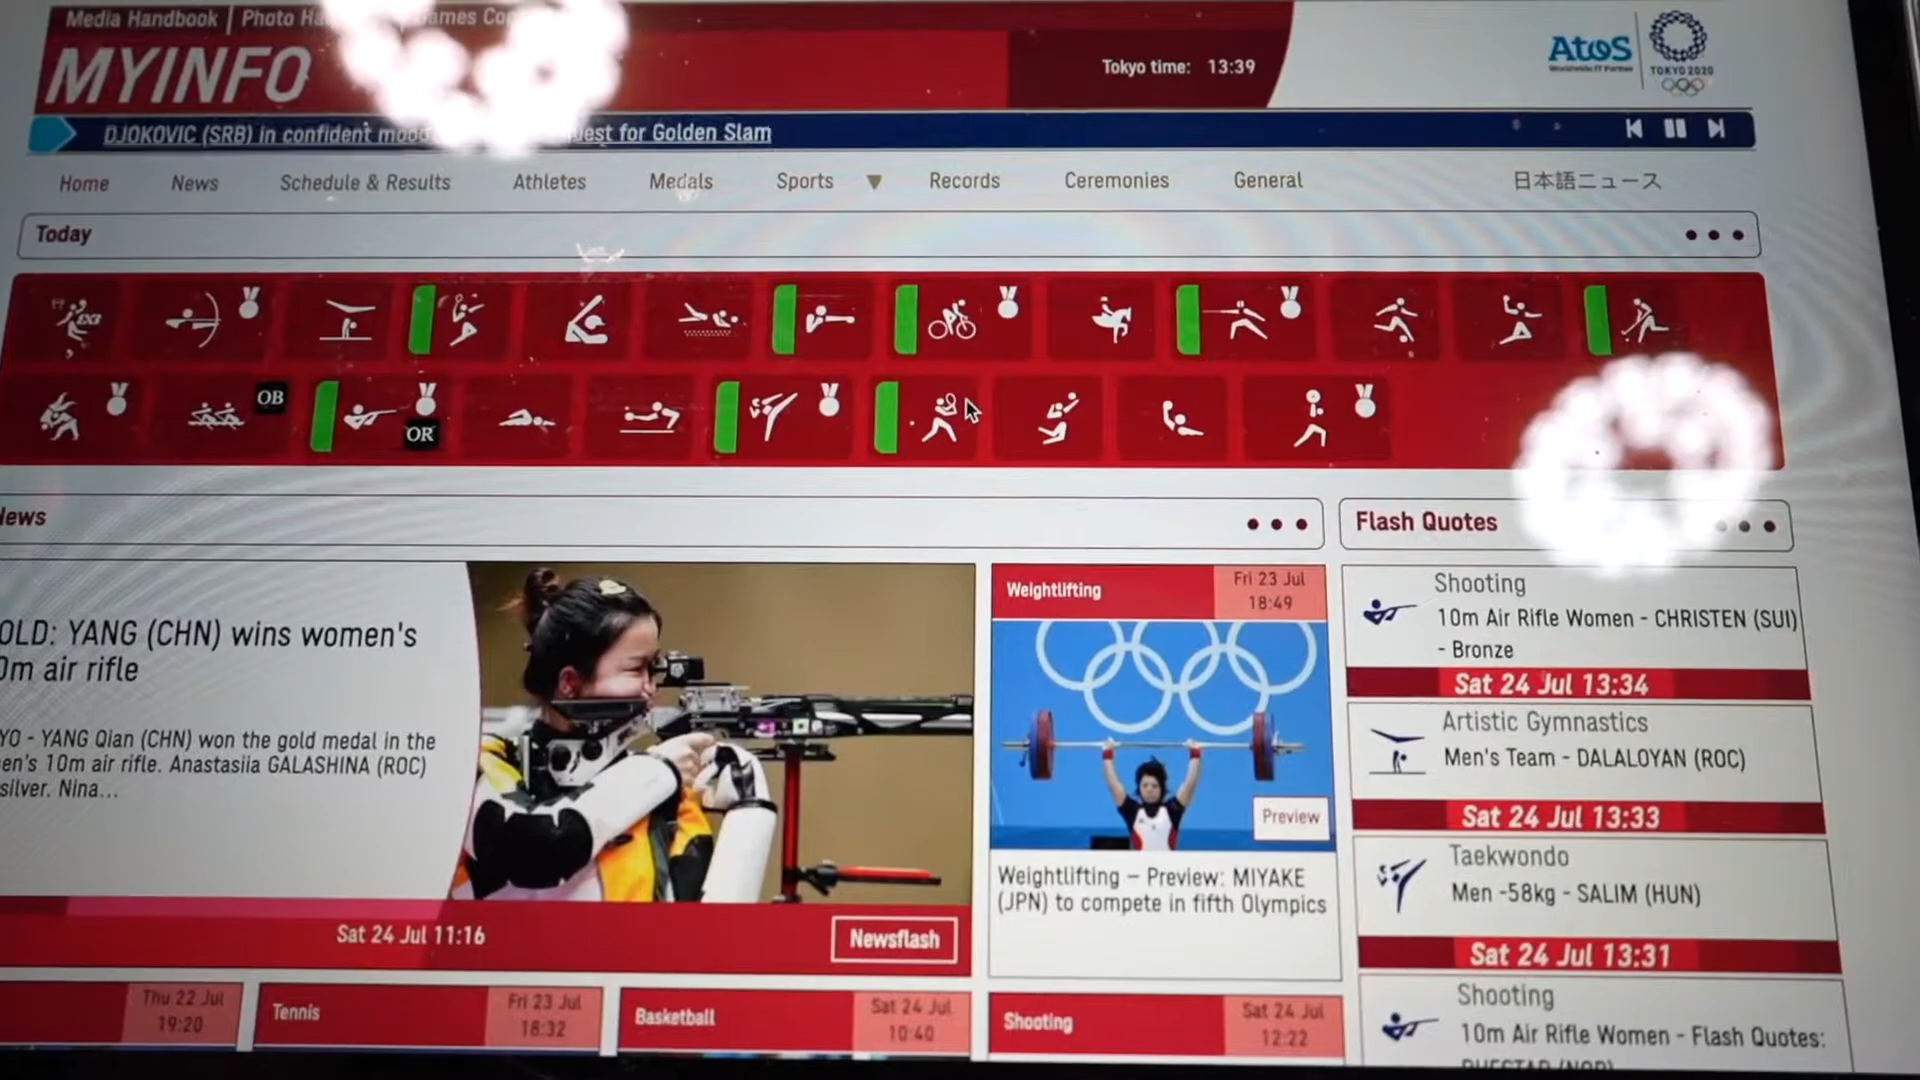 Media Handbook | Photo
MYINFO
Tokyo time: 13:39
Atos
Worldwide IT Partner
TOKYO 2020
DJOKOVIC (SRB) in confident
for Golden Slam
Home News Schedule & Results Athletes Medals Sports ▼ Records Ceremonies General 日本語ニュース
Today
3X3
OB
OR
News
Flash Quotes
OLD: YANG (CHN) wins women's
0m air rifle
YO - YANG Qian (CHN) won the gold medal in the
en's 10m air rifle. Anastasiia GALASHINA (ROC)
silver. Nina...
Sat 24 Jul 11:16
Newsflash
Weightlifting
Fri 23 Jul
18:49
Preview
Weightlifting – Preview: MIYAKE
(JPN) to compete in fifth Olympics
Shooting
10m Air Rifle Women - CHRISTEN (SUI)
- Bronze
Sat 24 Jul 13:34
Artistic Gymnastics
Men's Team - DALALOYAN (ROC)
Sat 24 Jul 13:33
Taekwondo
Men -58kg - SALIM (HUN)
Sat 24 Jul 13:31
Shooting
10m Air Rifle Women - Flash Quotes:
Thu 22 Jul
19:20
Tennis
Fri 23 Jul
18:32
Basketball
Sat 24 Jul
10:40
Shooting
Sat 24 Jul
12:22